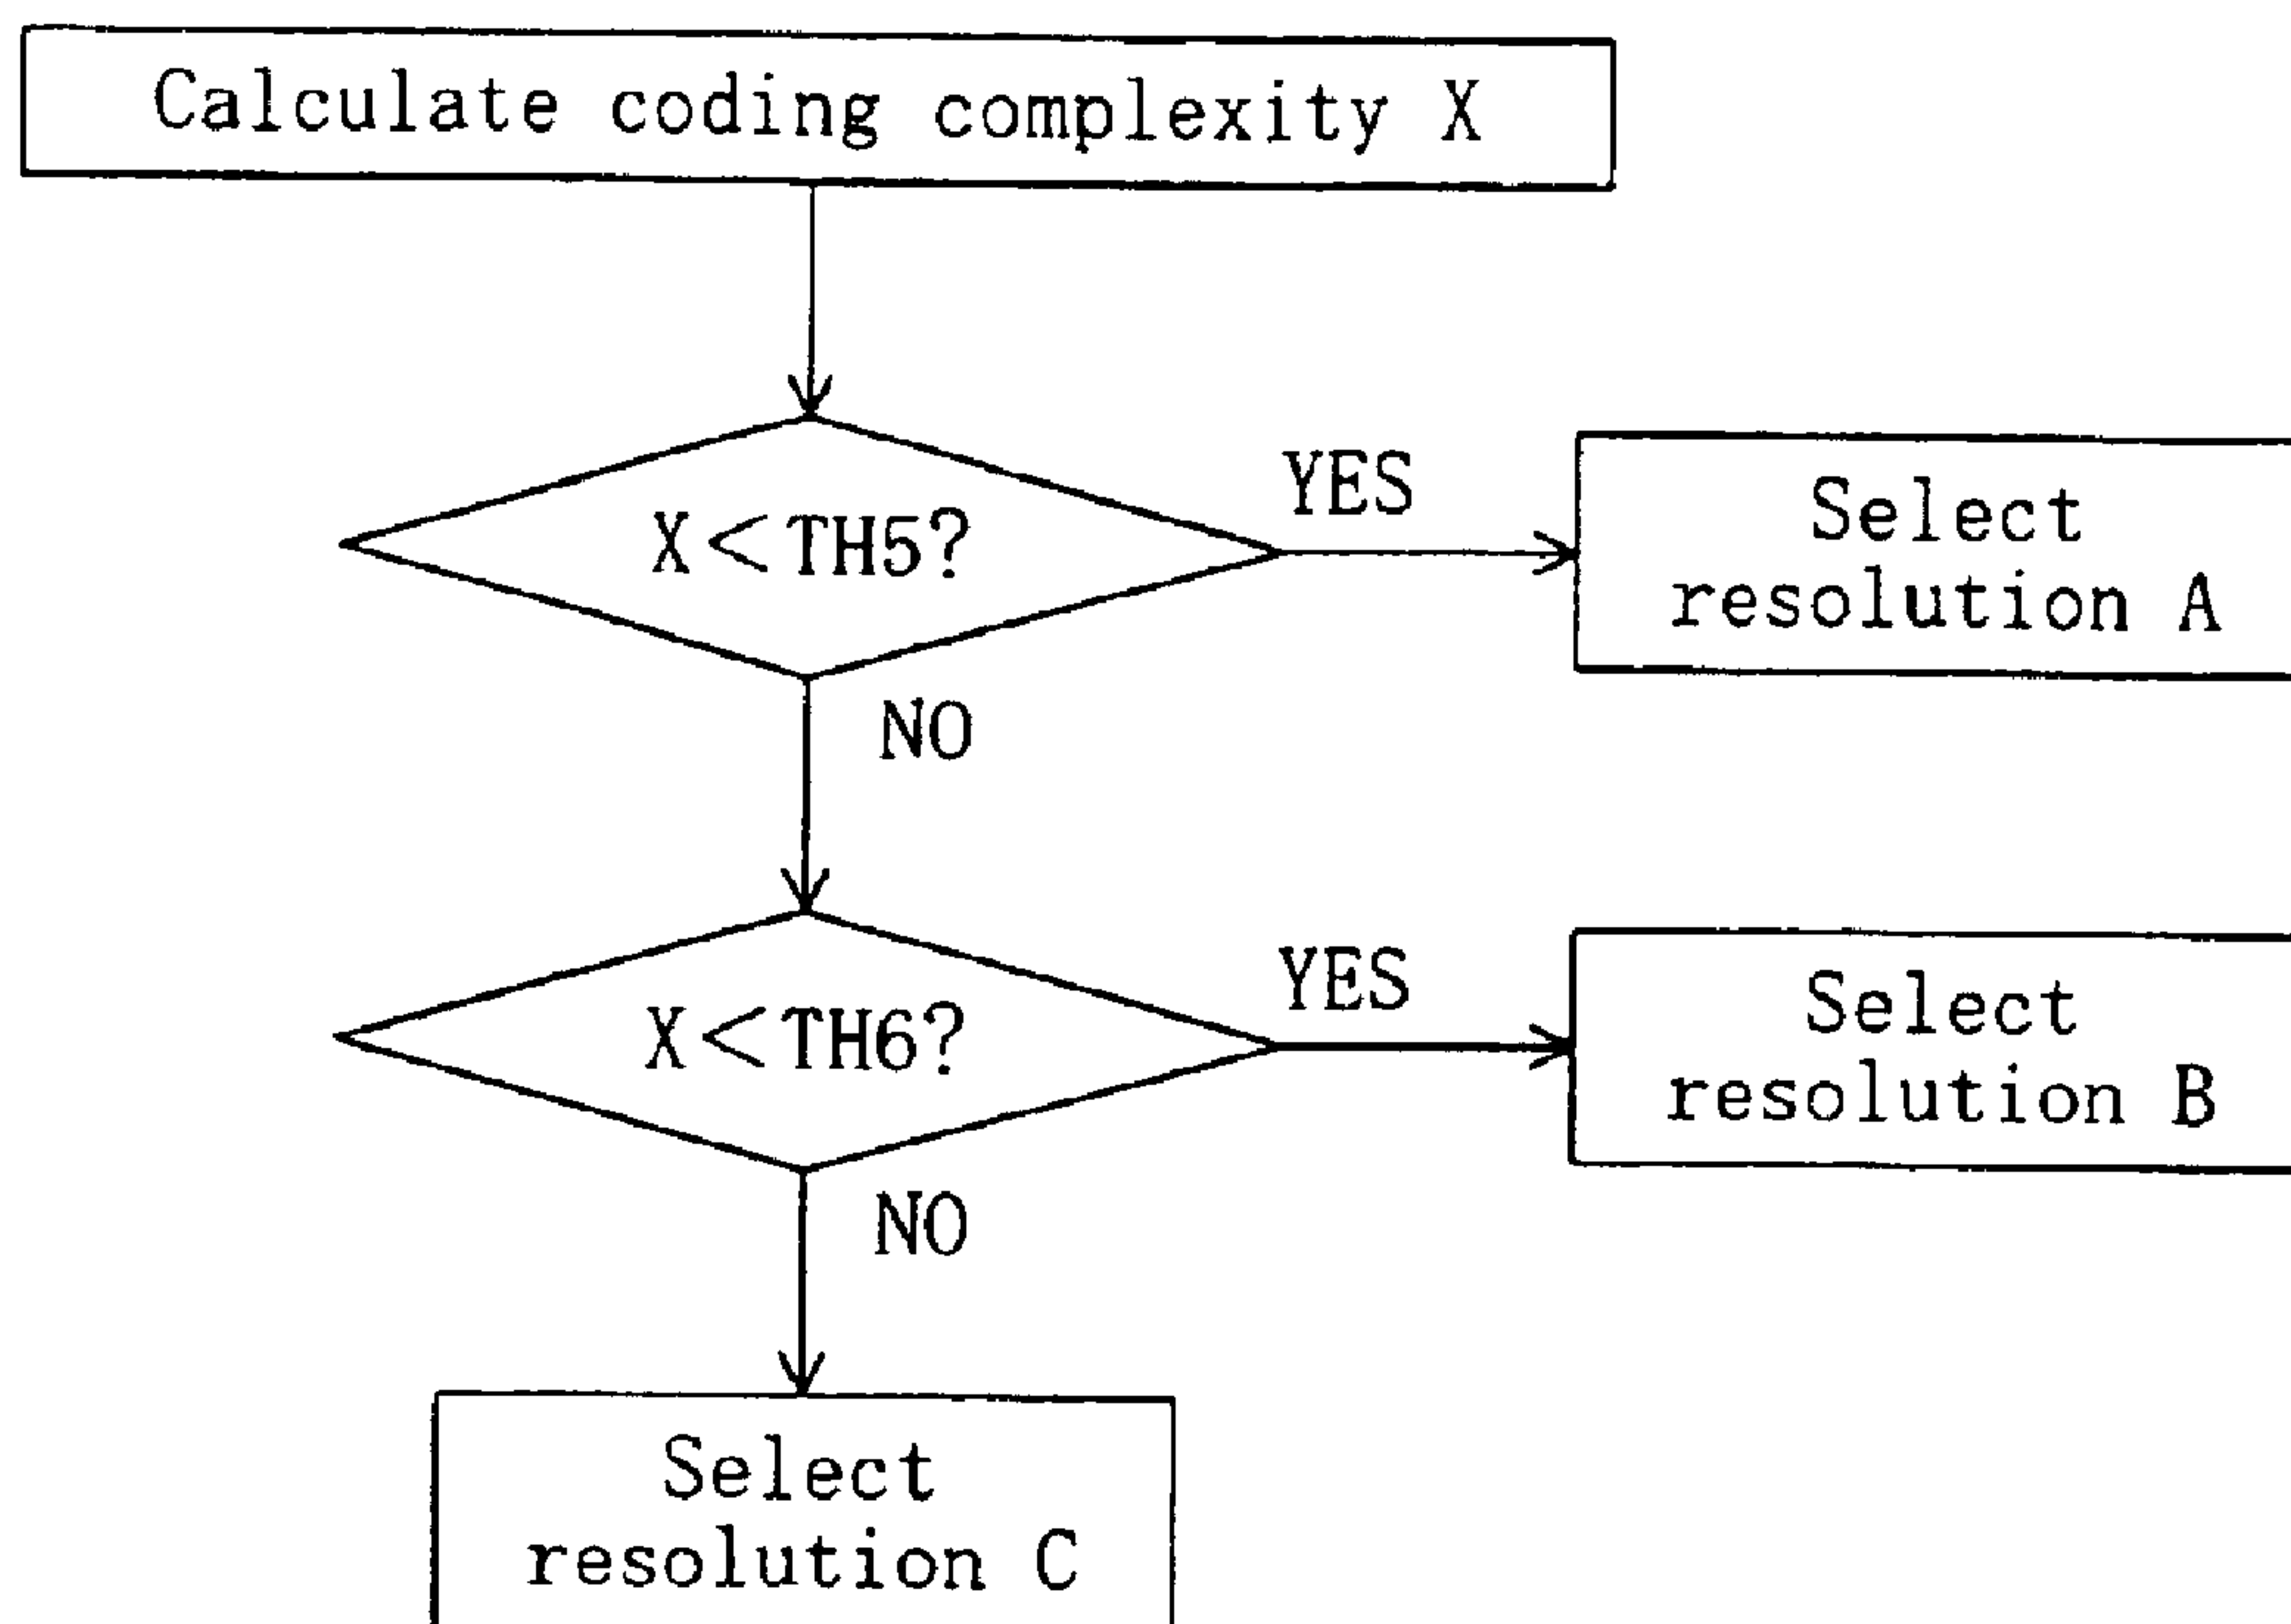 Calculate coding complexity X
X<TH5?
YES
Select
resolution A
NO
X<TH6?
YES
Select
resolution B
NO
Select
resolution C